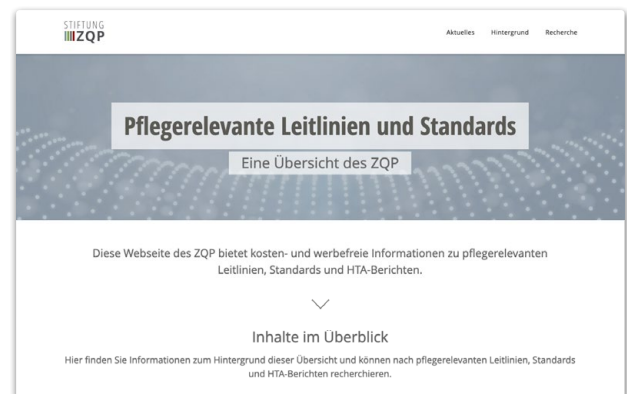 STIFTUNG
ZQP
Aktuelles Hintergrund Recherche
Pflegerelevante Leitlinien und Standards
Eine Übersicht des ZQP
Diese Webseite des ZQP bietet kosten- und werbefreie Informationen zu pflegerelevanten
Leitlinien, Standards und HTA-Berichten.
Inhalte im Überblick
Hier finden Sie Informationen zum Hintergrund dieser Übersicht und können nach pflegerelevanten Leitlinien, Standards
und HTA-Berichten recherchieren.